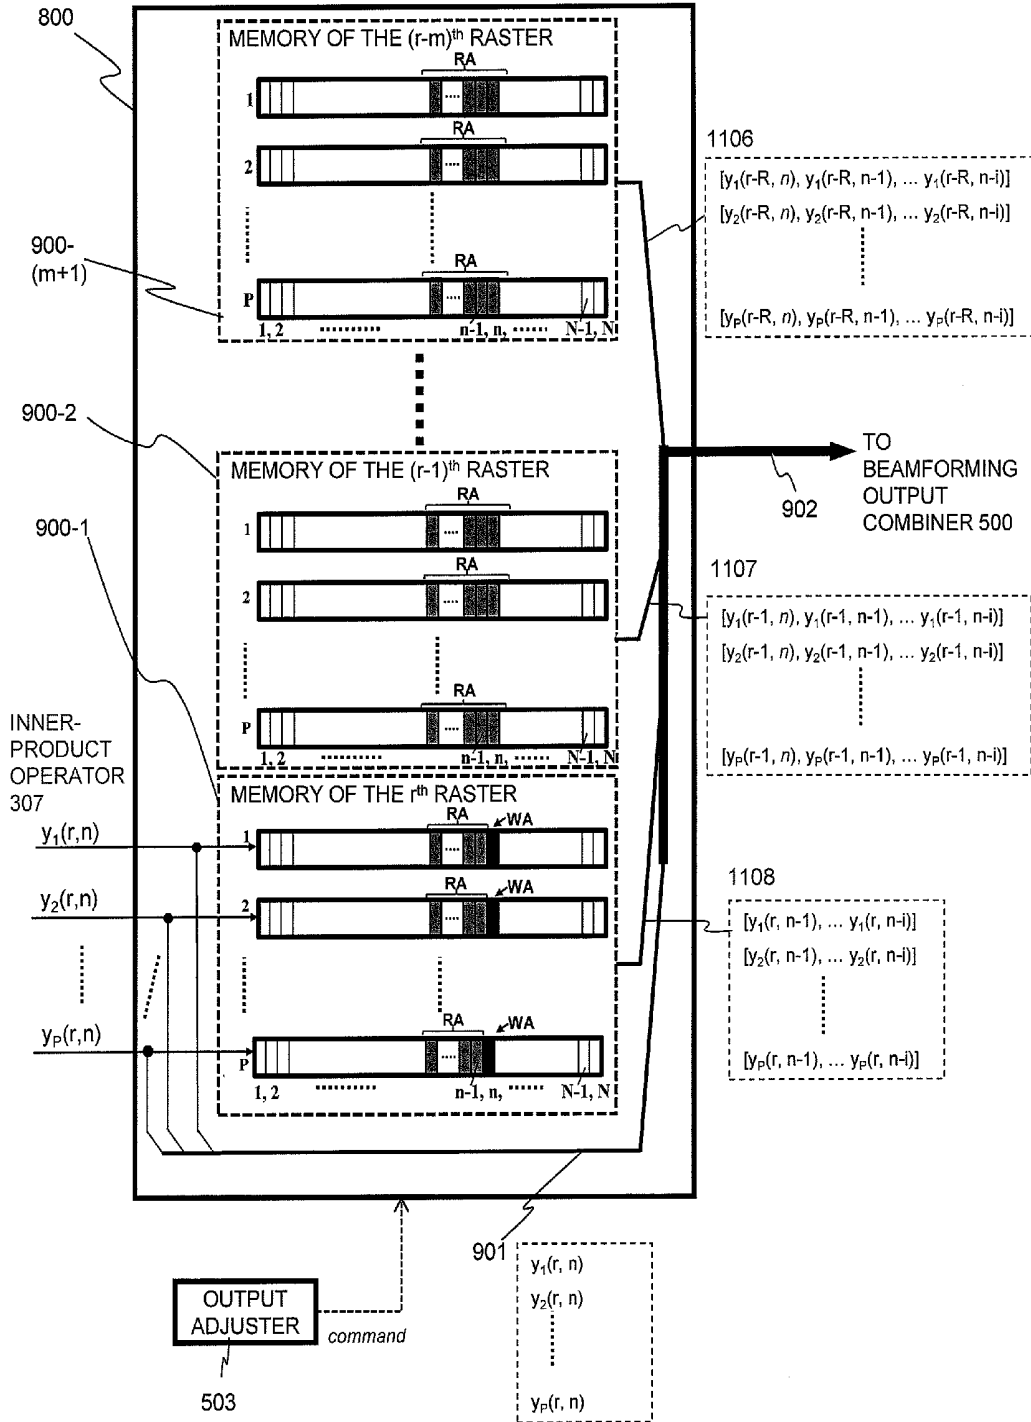 800
MEMORY OF THE (r-m)th RASTER
RA
1
....
RA
2
....
900-
(m+1)
RA
P
....
1, 2
n-1, n,
N-1, N
1106
[y1(r-R, n), y1(r-R, n-1), ... y1(r-R, n-i)]
[y2(r-R, n), y2(r-R, n-1), ... y2(r-R, n-i)]
[yP(r-R, n), yP(r-R, n-1), ... yP(r-R, n-i)]
900-2
MEMORY OF THE (r-1)th RASTER
RA
1
....
RA
2
....
RA
P
....
1, 2
n-1, n,
N-1, N
TO
BEAMFORMING
OUTPUT
COMBINER 500
902
900-1
1107
[y1(r-1, n), y1(r-1, n-1), ... y1(r-1, n-i)]
[y2(r-1, n), y2(r-1, n-1), ... y2(r-1, n-i)]
[yP(r-1, n), yP(r-1, n-1), ... yP(r-1, n-i)]
INNER-
PRODUCT
OPERATOR
307
y1(r,n)
y2(r,n)
yP(r,n)
MEMORY OF THE rth RASTER
RA
WA
1
....
RA
WA
2
....
RA
WA
P
....
1, 2
n-1, n,
N-1, N
1108
[y1(r, n-1), ... y1(r, n-i)]
[y2(r, n-1), ... y2(r, n-i)]
[yP(r, n-1), ... yP(r, n-i)]
901
y1(r, n)
y2(r, n)
yP(r, n)
OUTPUT
ADJUSTER
command
503